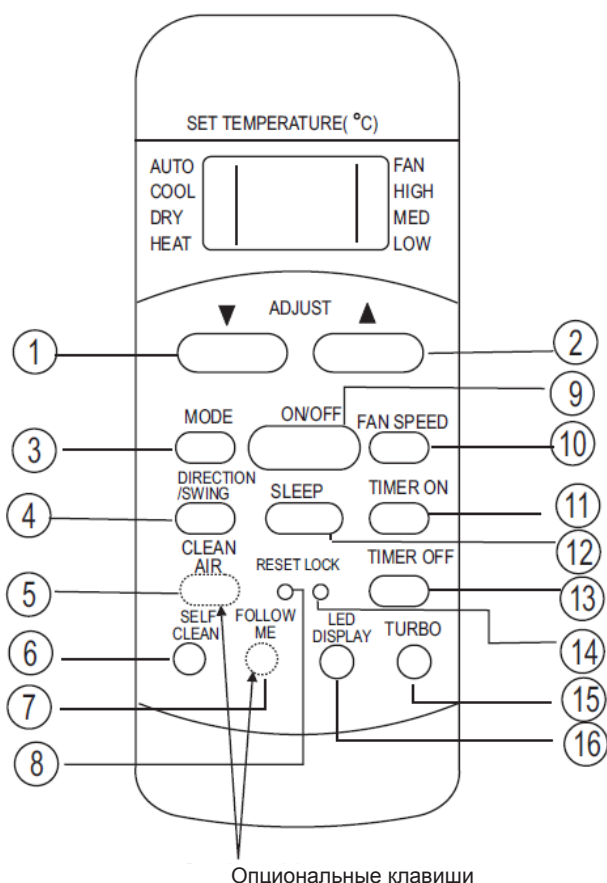 SET TEMPERATURE( °C)
AUTO
COOL
DRY
HEAT
FAN
HIGH
MED
LOW
▼ ADJUST ▲
1
2
9
MODE
ON/OFF
FAN SPEED
3
10
DIRECTION
/SWING
SLEEP
TIMER ON
4
11
12
CLEAN
AIR
RESET LOCK
TIMER OFF
5
13
SELF
CLEAN
FOLLOW
ME
LED
DISPLAY
TURBO
14
6
7
15
8
16
Опциональные клавиши